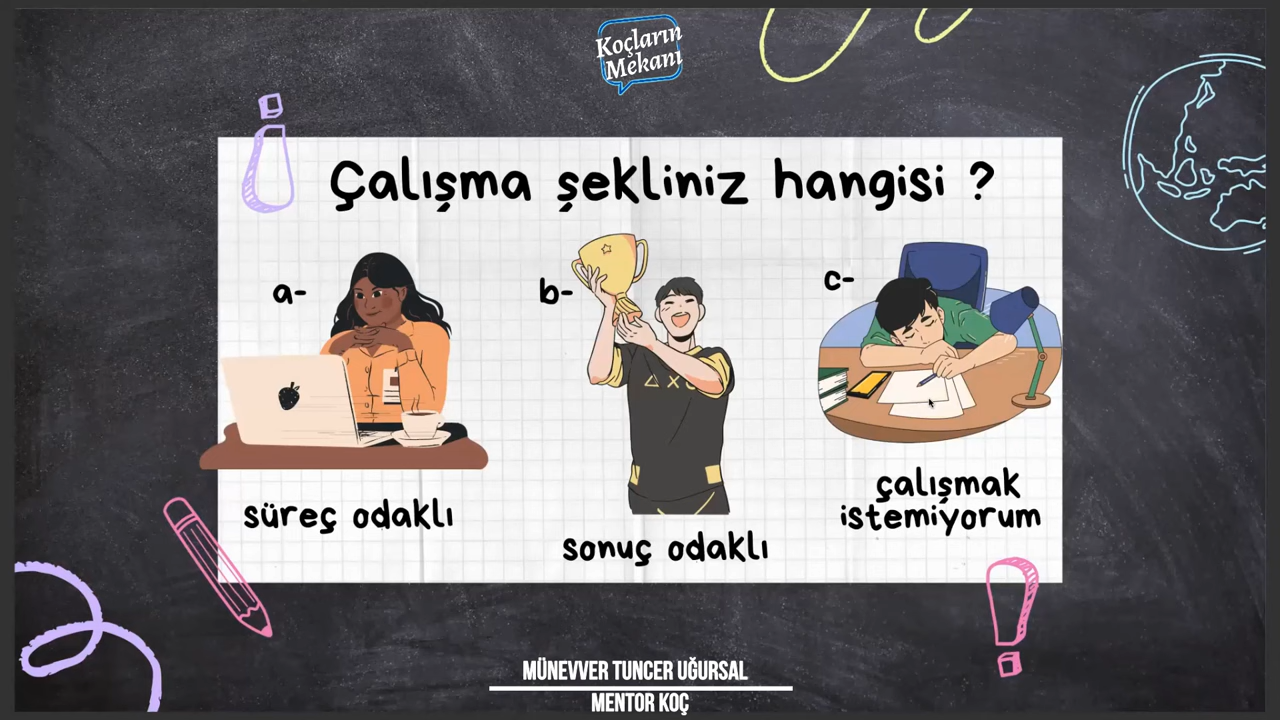 Koçların
Mekanı
Çalışma şekliniz hangisi ?
a-
b-
c-
süreç odaklı
sonuç odaklı
çalışmak
istemiyorum
MÜNEVVER TUNCER UĞURSAL
MENTOR KOÇ